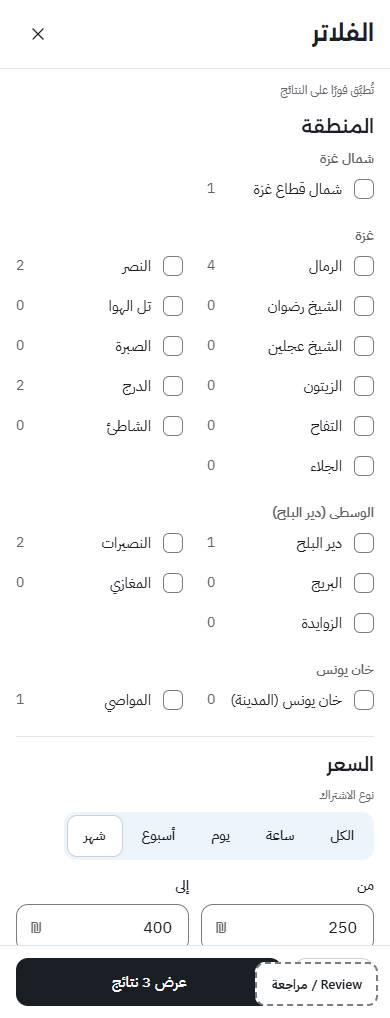 الفلاتر
تُطبَّق فورًا على النتائج
المنطقة
شمال غزة
شمال قطاع غزة 1
غزة
الرمال 4 النصر 2
الشيخ رضوان 0 تل الهوا 0
الشيخ عجلين 0 الصبرة 0
الزيتون 0 الدرج 2
التفاح 0 الشاطئ 0
الجلاء 0
الوسطى (دير البلح)
دير البلح 1 النصيرات 2
البريج 0 المغازي 0
الزوايدة 0
خان يونس
خان يونس (المدينة) 0 المواصي 1
السعر
نوع الاشتراك
الكل ساعة يوم أسبوع شهر
من إلى
250 ₪ 400 ₪
Review / مراجعة عرض 3 نتائج